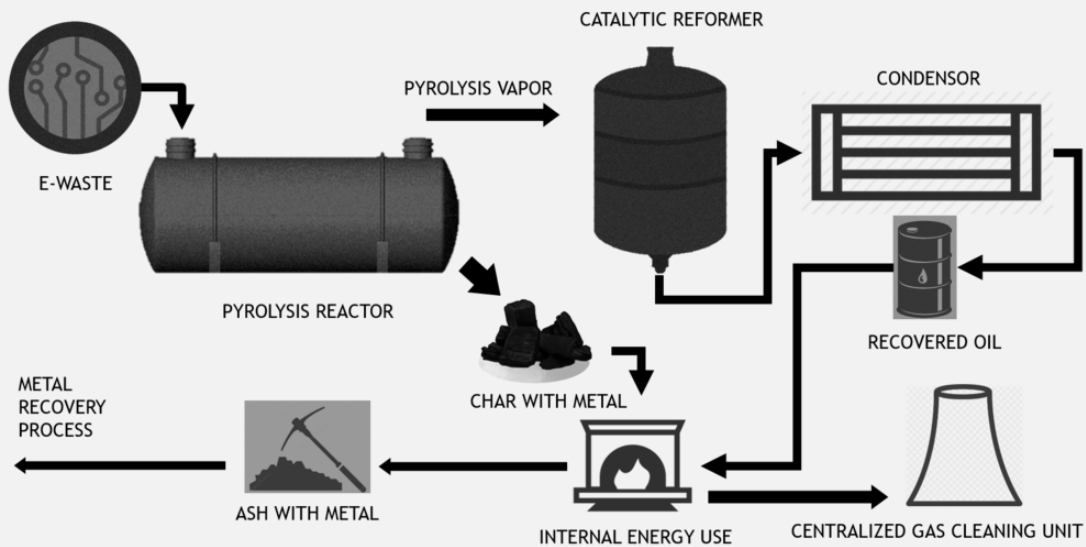 CATALYTIC REFORMER
CONDENSOR
PYROLYSIS VAPOR
E-WASTE
PYROLYSIS REACTOR
RECOVERED OIL
CHAR WITH METAL
METAL
RECOVERY
PROCESS
ASH WITH METAL
INTERNAL ENERGY USE
CENTRALIZED GAS CLEANING UNIT